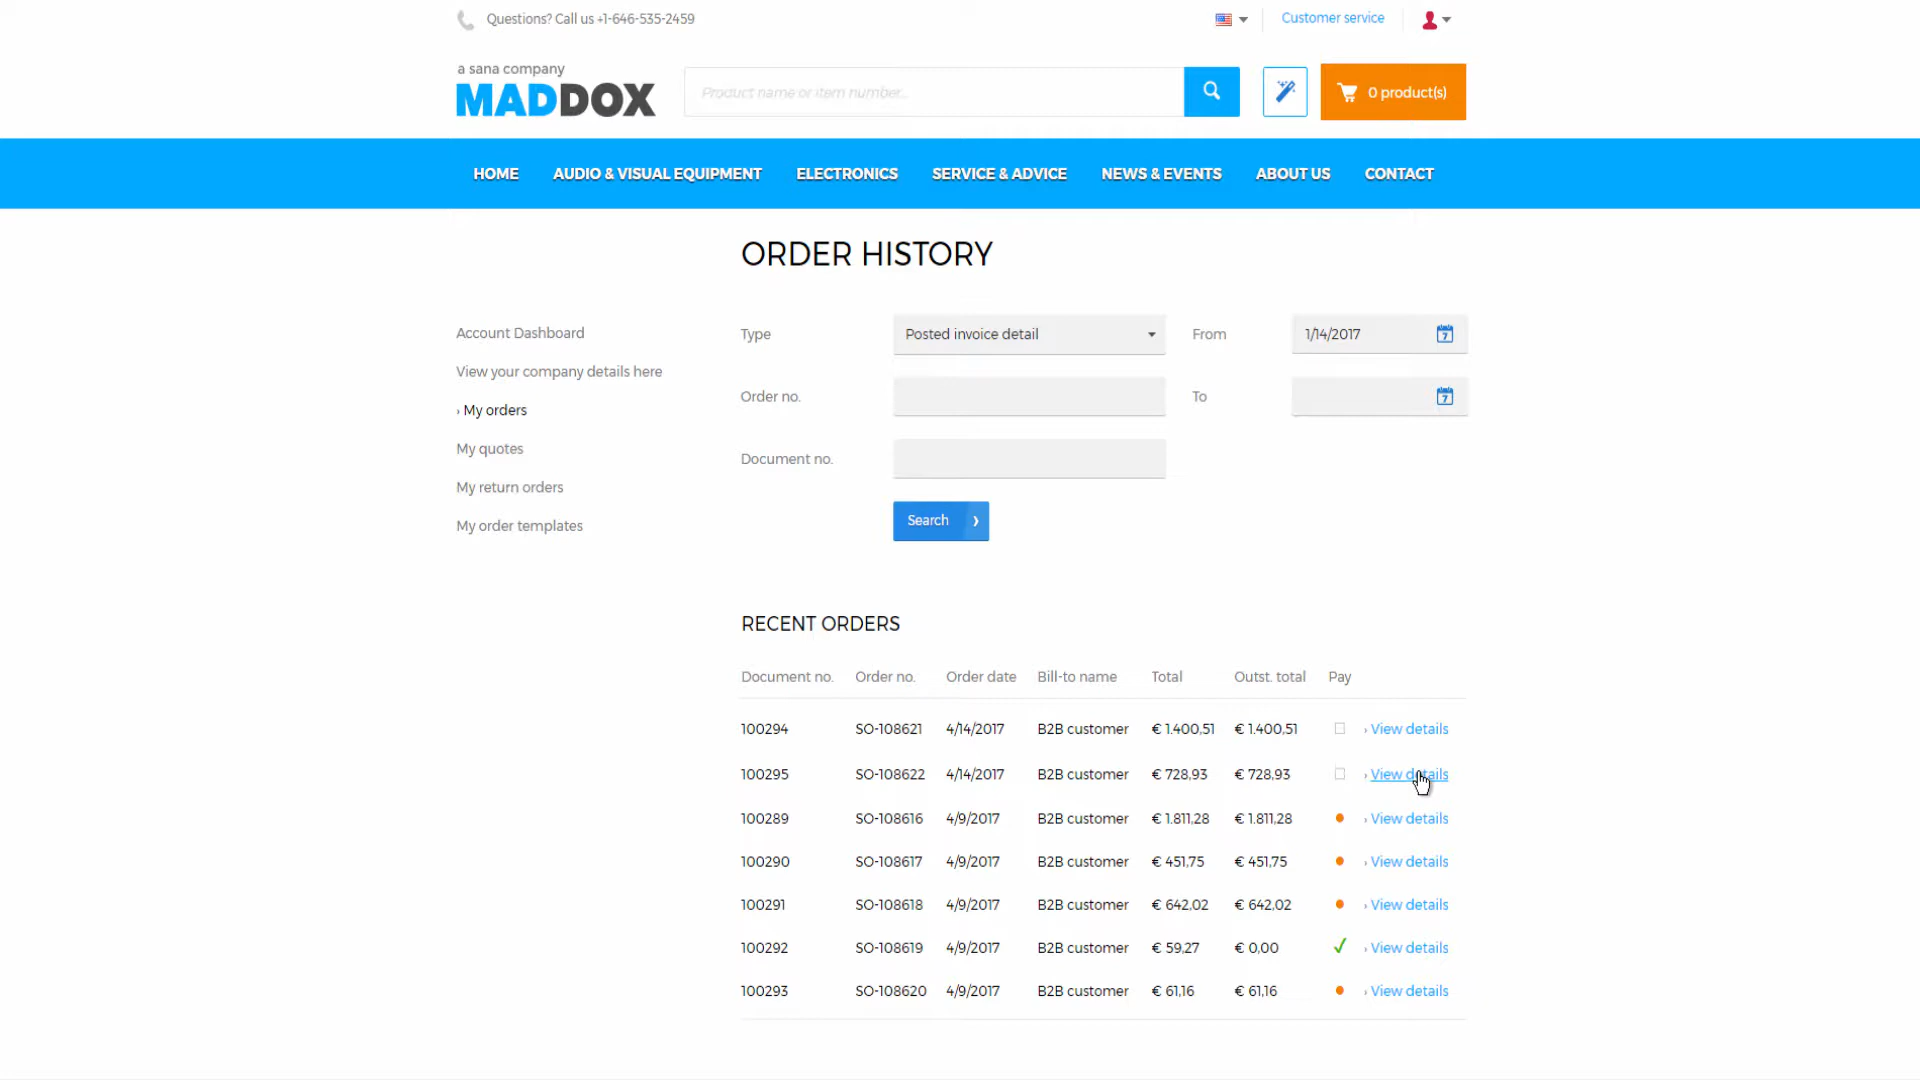 Questions? Call us +1-646-535-2459
Customer service
a sana company
MADDOX
Product name or item number...
0 product(s)
HOME AUDIO & VISUAL EQUIPMENT ELECTRONICS SERVICE & ADVICE NEWS & EVENTS ABOUT US CONTACT
ORDER HISTORY
Account Dashboard
View your company details here
› My orders
My quotes
My return orders
My order templates
Type Posted invoice detail From 1/14/2017 7
Order no. To 7
Document no.
Search ›
RECENT ORDERS
Document no. Order no. Order date Bill-to name Total Outst. total Pay
100294 SO-108621 4/14/2017 B2B customer € 1.400,51 € 1.400,51 › View details
100295 SO-108622 4/14/2017 B2B customer € 728,93 € 728,93 › View details
100289 SO-108616 4/9/2017 B2B customer € 1.811,28 € 1.811,28 › View details
100290 SO-108617 4/9/2017 B2B customer € 451,75 € 451,75 › View details
100291 SO-108618 4/9/2017 B2B customer € 642,02 € 642,02 › View details
100292 SO-108619 4/9/2017 B2B customer € 59,27 € 0,00 ✓ › View details
100293 SO-108620 4/9/2017 B2B customer € 61,16 € 61,16 › View details